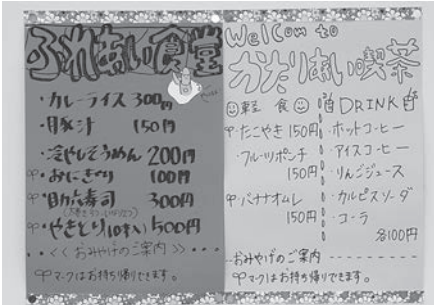 ふれあい食堂
・カレーライス 300円
・豚汁 150円
・冷やしそうめん 200円
・おにぎり 100円
・助六寿司 300円
・やきとり(10本入) 500円
・・<< おみやげのご案内 >>・・・
マークはお持ち帰りできます。
WelCom to
かたりあい喫茶
軽食
・たこやき 150円
・フルーツポンチ
150円
・バナナオムレ
150円
DRINK
・ホットコーヒー
・アイスコーヒー
・りんごジュース
・カルピスソーダ
・コーラ
各100円
--おみやげのご案内---------
マークはお持ち帰りできます。